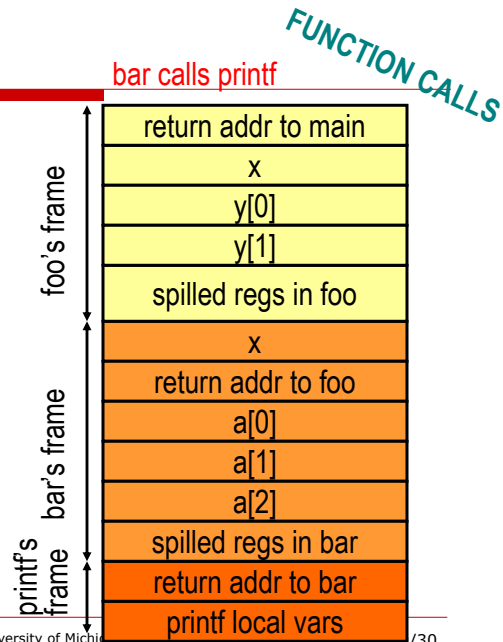 FUNCTION CALLS
bar calls printf
return addr to main
x
y[0]
y[1]
spilled regs in foo
foo's frame
x
return addr to foo
a[0]
a[1]
a[2]
spilled regs in bar
bar's frame
return addr to bar
printf local vars
printf's
frame
/30